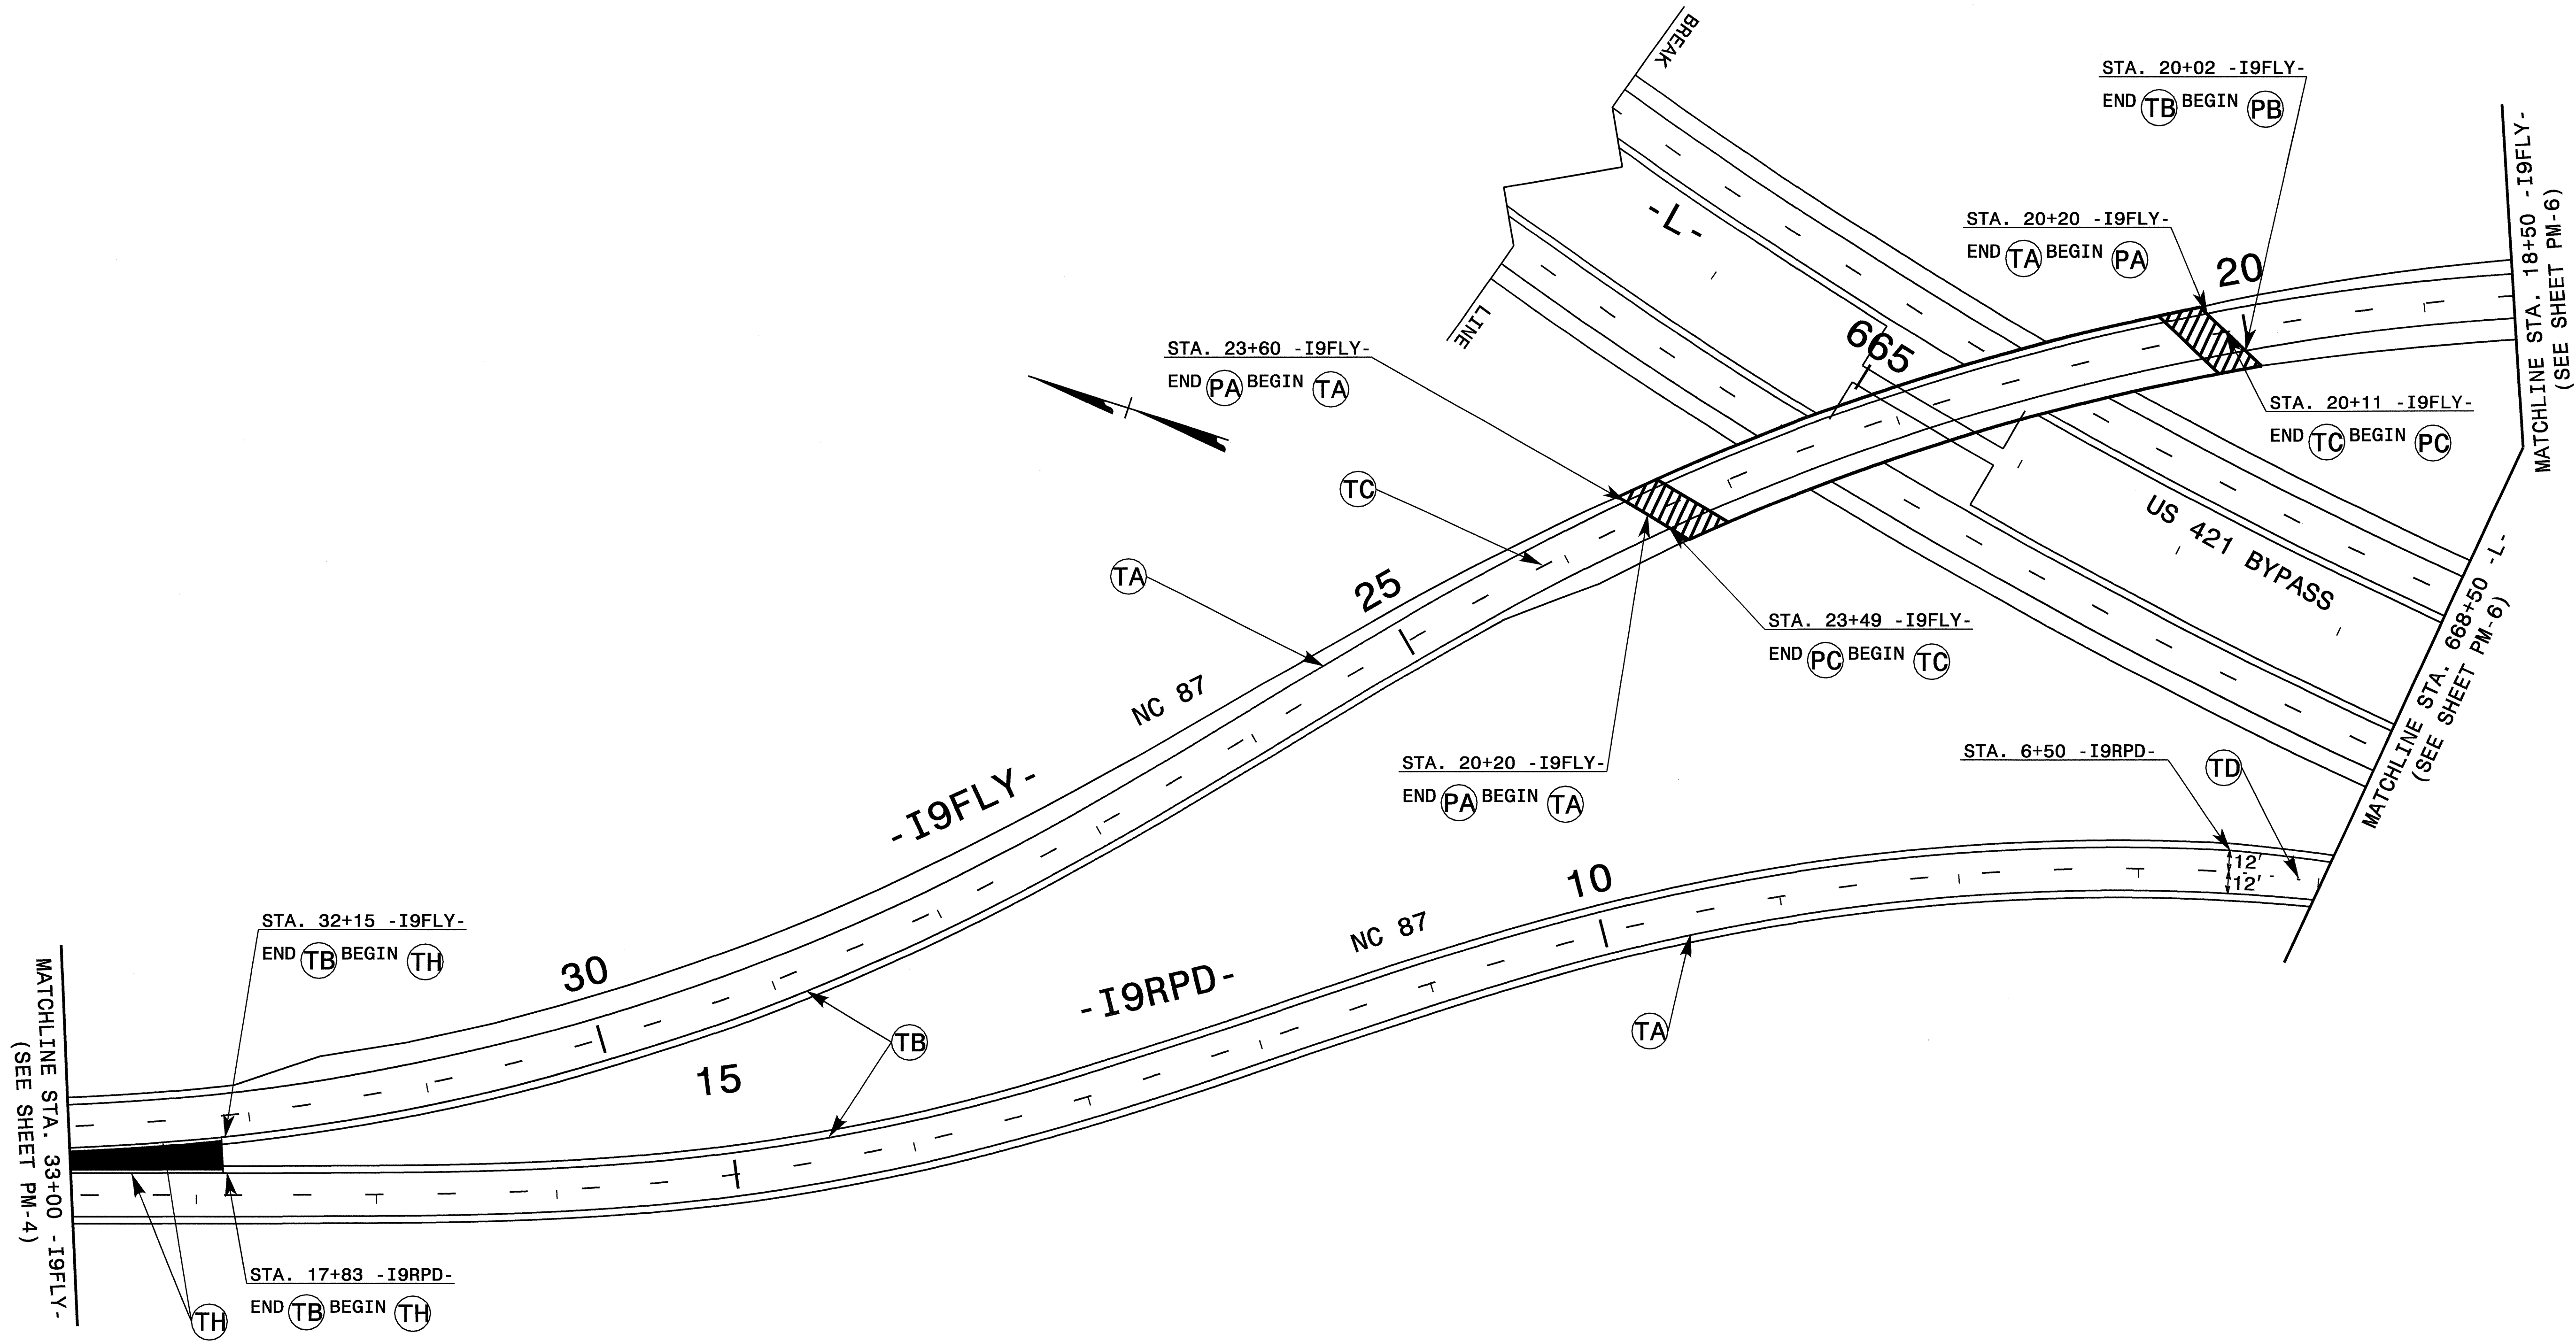 BREAK
STA. 20+02 -I9FLY-
END TB BEGIN PB
-L-
STA. 20+20 -I9FLY-
END TA BEGIN PA
20
MATCHLINE STA. 18+50 -I9FLY-
(SEE SHEET PM-6)
LINE
665
STA. 23+60 -I9FLY-
END PA BEGIN TA
STA. 20+11 -I9FLY-
END TC BEGIN PC
TC
US 421 BYPASS
TA
25
STA. 23+49 -I9FLY-
END PC BEGIN TC
MATCHLINE STA. 668+50 -L-
(SEE SHEET PM-6)
NC 87
STA. 20+20 -I9FLY-
END PA BEGIN TA
STA. 6+50 -I9RPD-
TD
-I9FLY-
12'
12'
10
NC 87
STA. 32+15 -I9FLY-
END TB BEGIN TH
30
-I9RPD-
TB
TA
15
MATCHLINE STA. 33+00 -I9FLY-
(SEE SHEET PM-4)
STA. 17+83 -I9RPD-
END TB BEGIN TH
TH